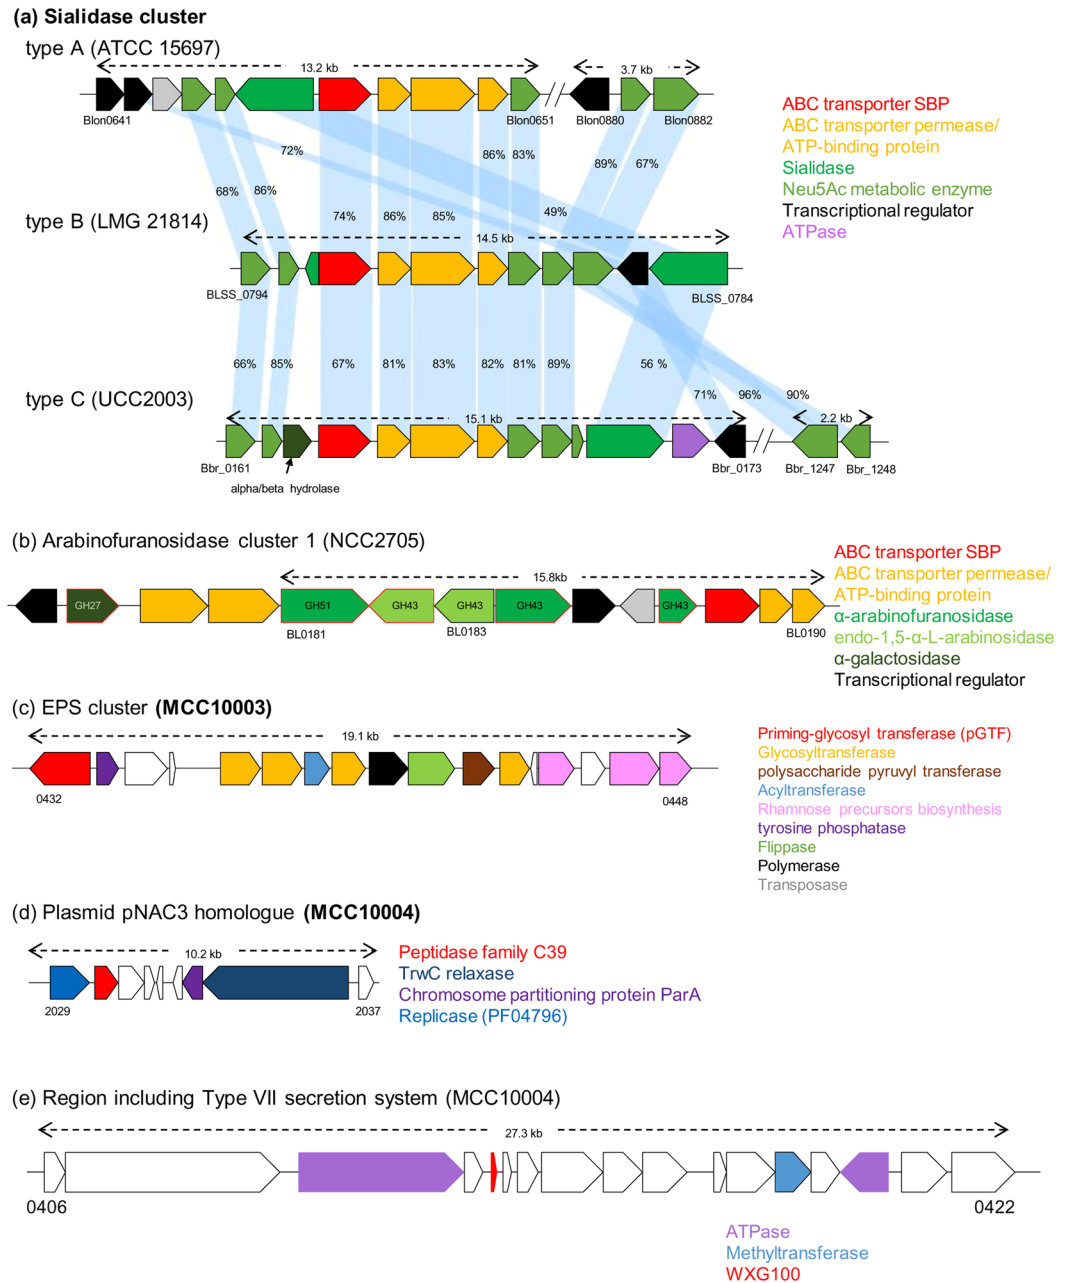 (a) Sialidase cluster
type A (ATCC 15697)
13.2 kb
3.7 kb
Blon0641
Blon0651
Blon0880
Blon0882
ABC transporter SBP
ABC transporter permease/
ATP-binding protein
Sialidase
Neu5Ac metabolic enzyme
Transcriptional regulator
ATPase
72%
86%
83%
89%
67%
68%
86%
74%
86%
85%
49%
type B (LMG 21814)
14.5 kb
BLSS_0794
BLSS_0784
66%
85%
67%
81%
83%
82%
81%
89%
56 %
71%
96%
90%
type C (UCC2003)
15.1 kb
2.2 kb
Bbr_0161
Bbr_0173
Bbr_1247
Bbr_1248
alpha/beta hydrolase
(b) Arabinofuranosidase cluster 1 (NCC2705)
15.8kb
GH27
GH51
GH43
GH43
GH43
GH43
BL0181
BL0183
BL0190
ABC transporter SBP
ABC transporter permease/
ATP-binding protein
α-arabinofuranosidase
endo-1,5-α-L-arabinosidase
α-galactosidase
Transcriptional regulator
(c) EPS cluster (MCC10003)
19.1 kb
0432
0448
Priming-glycosyl transferase (pGTF)
Glycosyltransferase
polysaccharide pyruvyl transferase
Acyltransferase
Rhamnose precursors biosynthesis
tyrosine phosphatase
Flippase
Polymerase
Transposase
(d) Plasmid pNAC3 homologue (MCC10004)
10.2 kb
2029
2037
Peptidase family C39
TrwC relaxase
Chromosome partitioning protein ParA
Replicase (PF04796)
(e) Region including Type VII secretion system (MCC10004)
27.3 kb
0406
0422
ATPase
Methyltransferase
WXG100